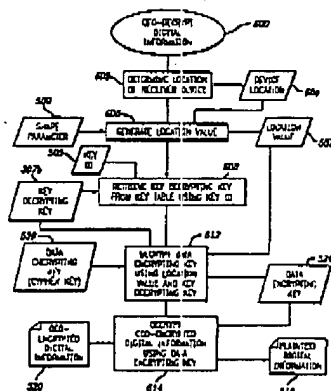 GEO-DECRYPT
DIGITAL
INFORMATION
600
DETERMINE LOCATION
OF RECEIVER DEVICE
DEVICE
LOCATION
SHAPE
PARAMETER
GENERATE LOCATION VALUE
LOCATION
VALUE
KEY
ID
KEY
DECRYPTING
KEY
RETRIEVE KEY DECRYPTING KEY
FROM KEY TABLE USING KEY ID
612
DATA
ENCRYPTING
KEY
(CYPHER KEY)
DECRYPT DATA
ENCRYPTING KEY
USING LOCATION
VALUE AND KEY
DECRYPTING KEY
DATA
ENCRYPTING
KEY
GEO-
ENCRYPTED
DIGITAL
INFORMATION
DECRYPT
GEO-ENCRYPTED
DIGITAL INFORMATION
USING DATA
ENCRYPTING KEY
614
PLAINTEXT
DIGITAL
INFORMATION